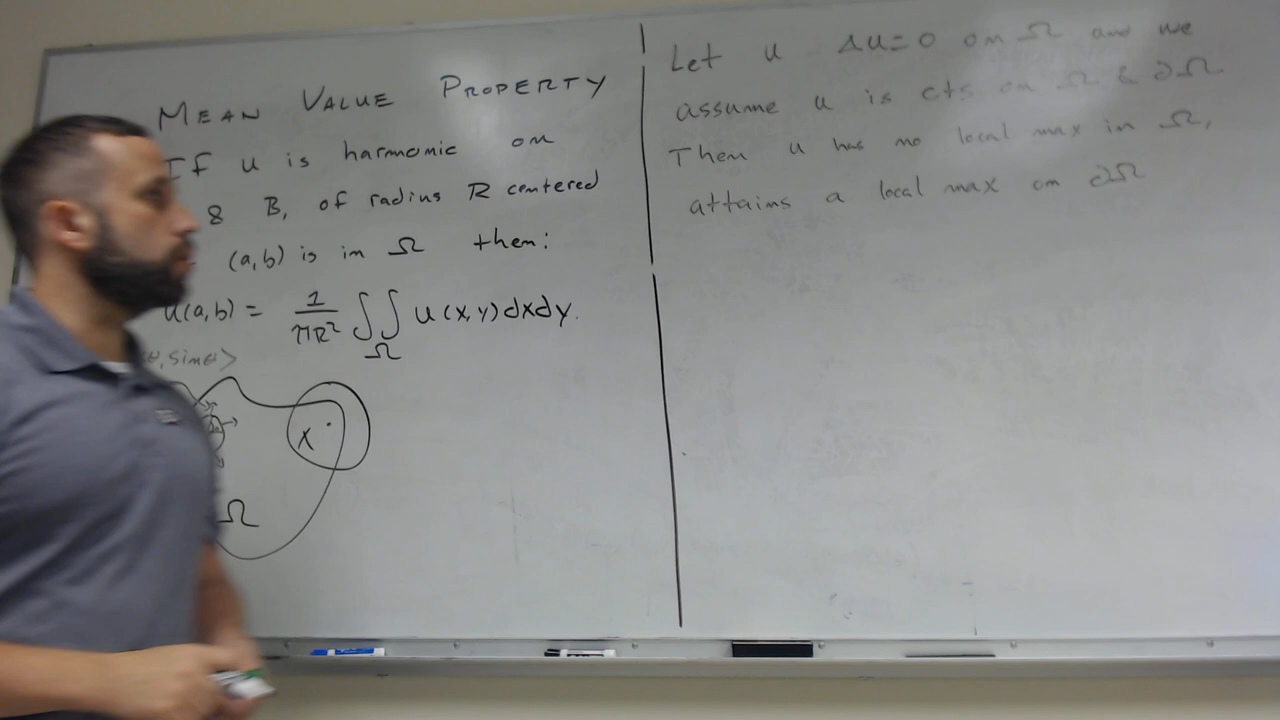 MEAN VALUE PROPERTY
If u is harmonic on
& B, of radius R centered
(a,b) is in Ω then:
u(a,b) = 1/πR² ∫∫_Ω u(x,y)dxdy.
θ, sinθ>
X
Ω
Let u Δu=0 on Ω and we
assume u is cts on Ω & ∂Ω.
Then u has no local max in Ω,
attains a local max on ∂Ω